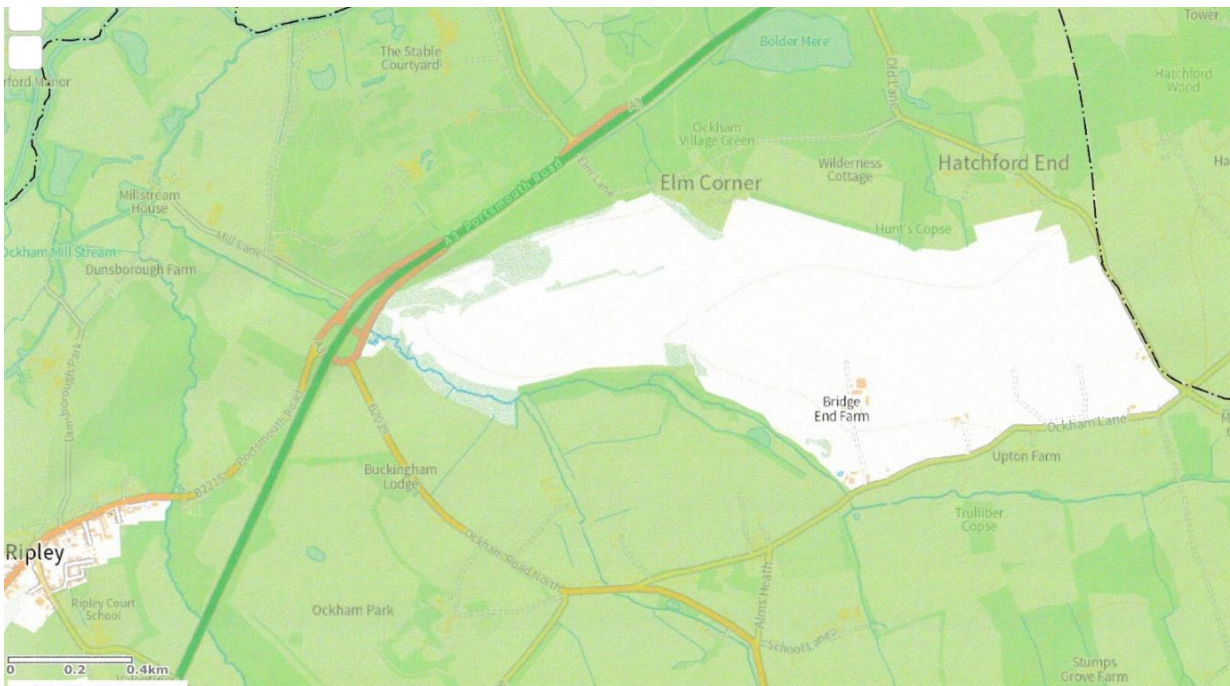 Tower
The Stable
Courtyard
Bolder Mere
Old Lane
Hatchford
Wood
rford Manor
A3
Ockham
Village Green
Elm Lane
Wilderness
Cottage
Hatchford End
Elm Corner
Millstream
House
A3 Portsmouth Road
Mill Lane
Hunt's Copse
Ockham Mill Stream
Dunsborough Farm
Dunsborough Park
Bridge
End Farm
B2039
Ockham Lane
B2215 Portsmouth Road
Buckingham
Lodge
Upton Farm
Trulliber
Copse
Ripley
Ockham Road North
Ripley Court
School
Ockham Park
Alms Heath
School Lane
Stumps
Grove Farm
0 0.2 0.4km